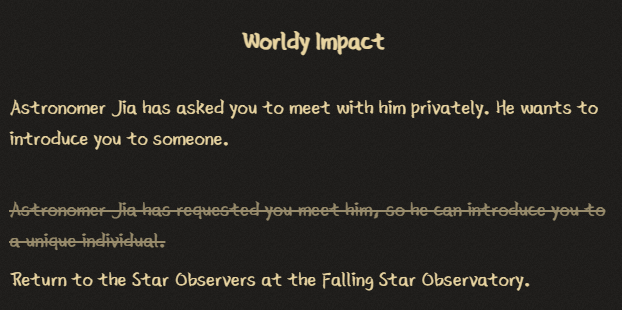 Worldy Impact
Astronomer Jia has asked you to meet with him privately. He wants to
introduce you to someone.
Astronomer Jia has requested you meet him, so he can introduce you to
a unique individual.
Return to the Star Observers at the Falling Star Observatory.